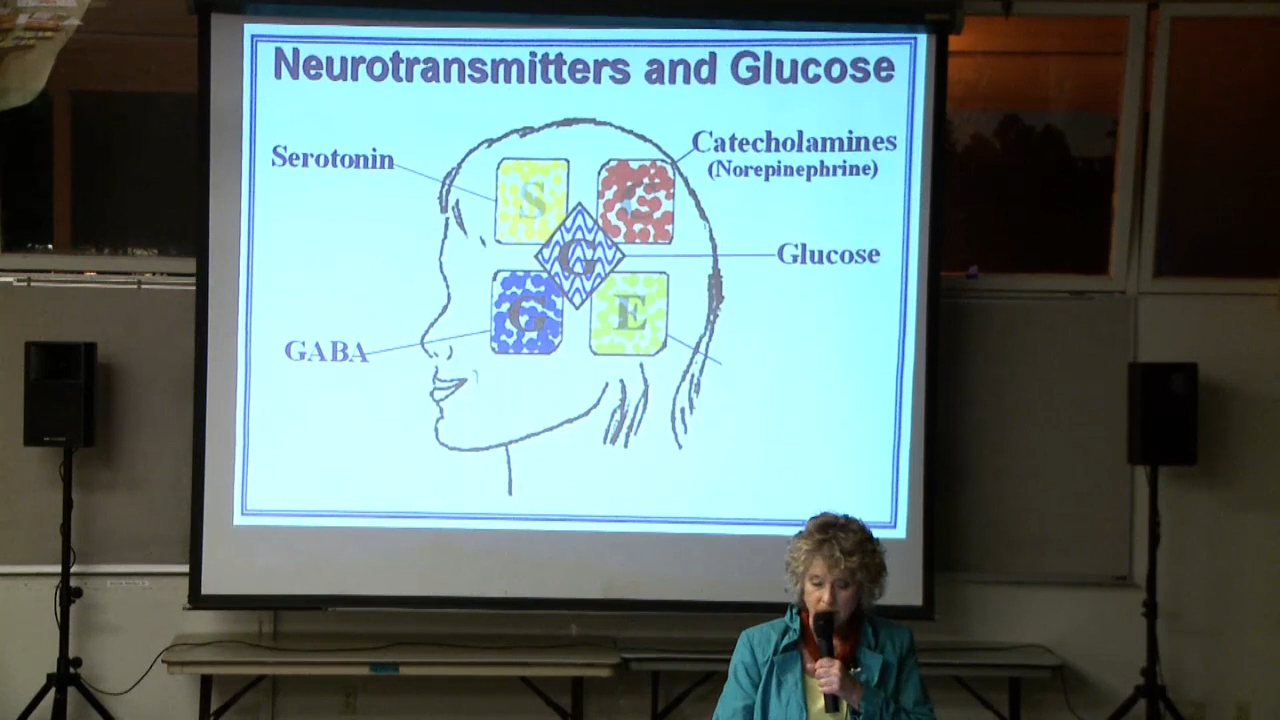 Neurotransmitters and Glucose
Serotonin
Catecholamines
(Norepinephrine)
S
C
G
Glucose
G
E
GABA